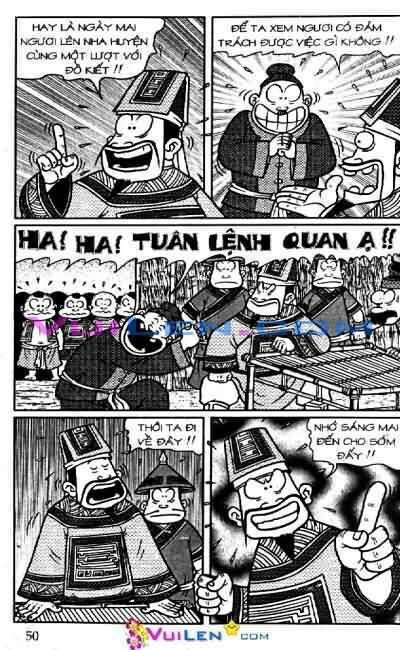 HAY LÀ NGÀY MAI
NGƯƠI LÊN NHA HUYỆN
CÙNG MỘT LƯỢT VỚI
ĐỖ KIẾT !!
ĐỂ TA XEM NGƯƠI CÓ ĐẢM
TRÁCH ĐƯỢC VIỆC GÌ KHÔNG !!
HA! HA! TUÂN LỆNH QUAN Ạ !!
VUILEN.COM
THÔI TA ĐI
VỀ ĐÂY !!
NHỚ SÁNG MAI
ĐẾN CHO SỚM
ĐẤY !!
50
VUILEN.COM